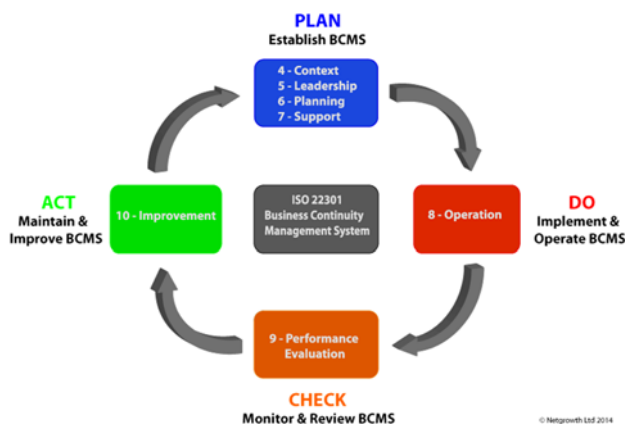 PLAN
Establish BCMS
4 - Context
5 - Leadership
6 - Planning
7 - Support
ACT
Maintain &
Improve BCMS
10 - Improvement
ISO 22301
Business Continuity
Management System
8 - Operation
DO
Implement &
Operate BCMS
9 - Performance
Evaluation
CHECK
Monitor & Review BCMS
© Netgrowth Ltd 2014